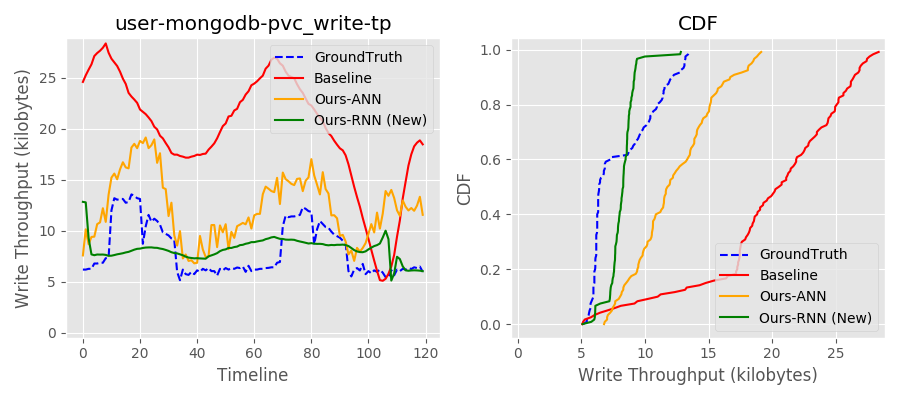 user-mongodb-pvc_write-tp
Write Throughput (kilobytes)
25
20
15
10
5
0
GroundTruth
Baseline
Ours-ANN
Ours-RNN (New)
0 20 40 60 80 100 120
Timeline
CDF
CDF
1.0
0.8
0.6
0.4
0.2
0.0
GroundTruth
Baseline
Ours-ANN
Ours-RNN (New)
0 5 10 15 20 25
Write Throughput (kilobytes)